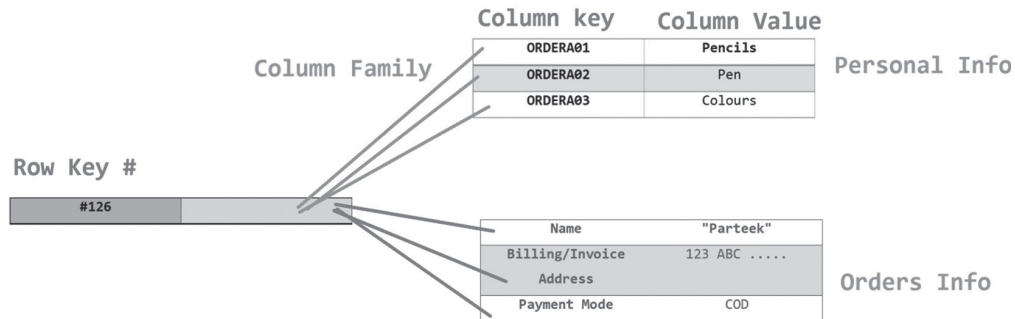 Column key Column Value
ORDERA01 Pencils
Column Family
ORDERA02 Pen
Personal Info
ORDERA03 Colours
Row Key #
#126
Name "Parteek"
Billing/Invoice 123 ABC .....
Address
Orders Info
Payment Mode COD